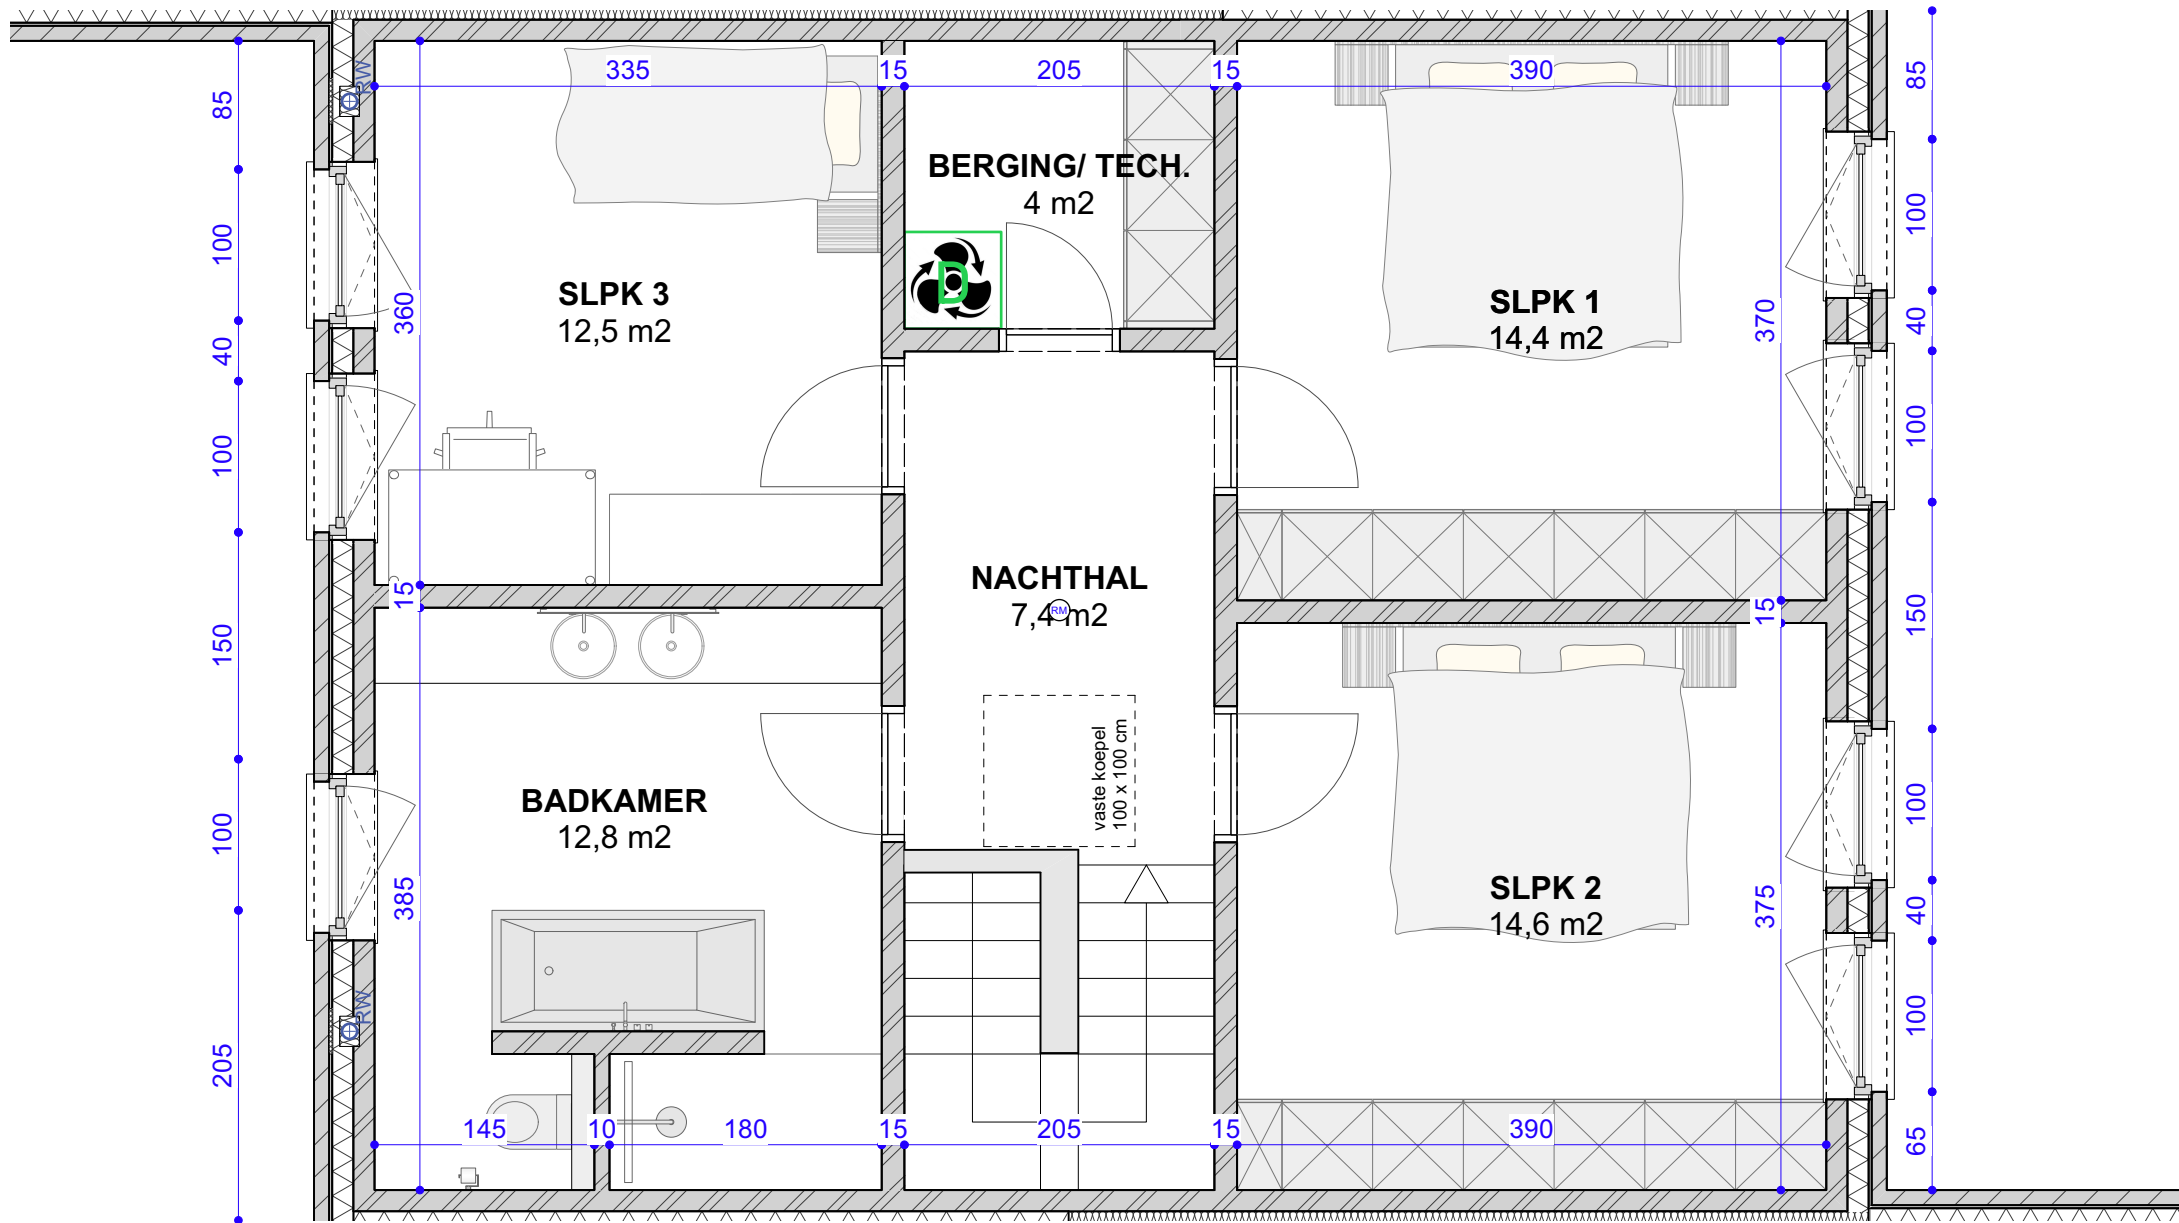 335
15
205
15
390
RW
85
85
BERGING/ TECH.
4 m2
100
100
D
SLPK 3
12,5 m2
SLPK 1
14,4 m2
360
370
40
40
100
100
NACHTHAL
7,4 m2
RM
15
15
150
150
vaste koepel
100 x 100 cm
BADKAMER
12,8 m2
100
100
385
SLPK 2
14,6 m2
375
40
RW
100
205
145
10
180
15
205
15
390
65